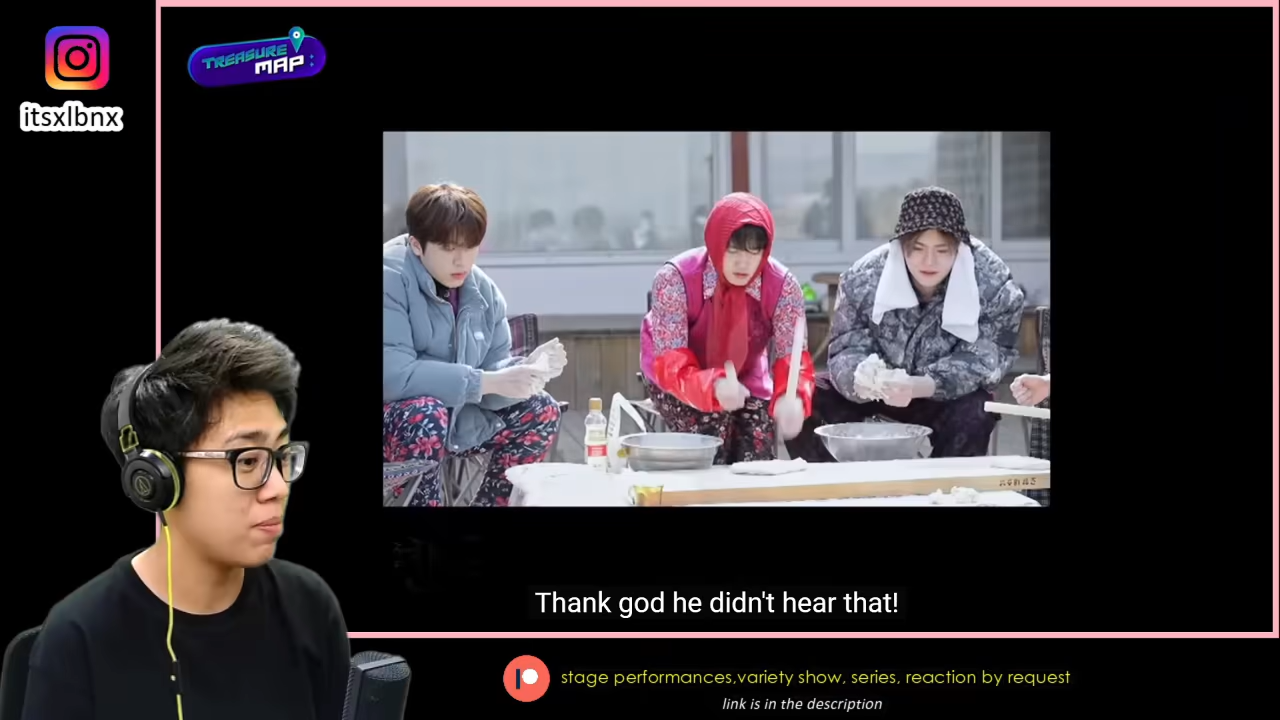 TREASURE
MAP
itsxlbnx
Thank god he didn't hear that!
stage performances,variety show, series, reaction by request
link is in the description